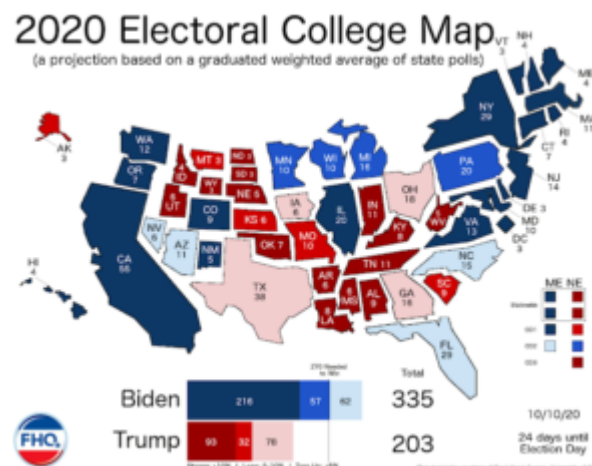 2020 Electoral College Map
(a projection based on a graduated weighted average of state polls)
VT
3
NH
4
ME
4
AK
3
WA
12
MT 3
ND 3
MN
10
WI
10
MI
16
NY
29
MA
11
RI
4
CT
7
OR
7
ID
4
WY
SD 3
NE 5
IA
6
PA
20
NJ
14
OH
18
IL
20
IN
11
NV
6
UT
6
CO
9
KS 6
MO
10
KY
8
WV
VA
13
DE 3
MD
10
DC
3
CA
55
AZ
11
NM
5
OK 7
AR
6
TN 11
NC
15
HI
4
TX
38
LA
8
MS
6
AL
9
GA
16
SC
9
FL
29
ME NE
Total
Biden
216
57
62
335
Trump
93
32
78
203
10/10/20
24 days until
Election Day
FHQ